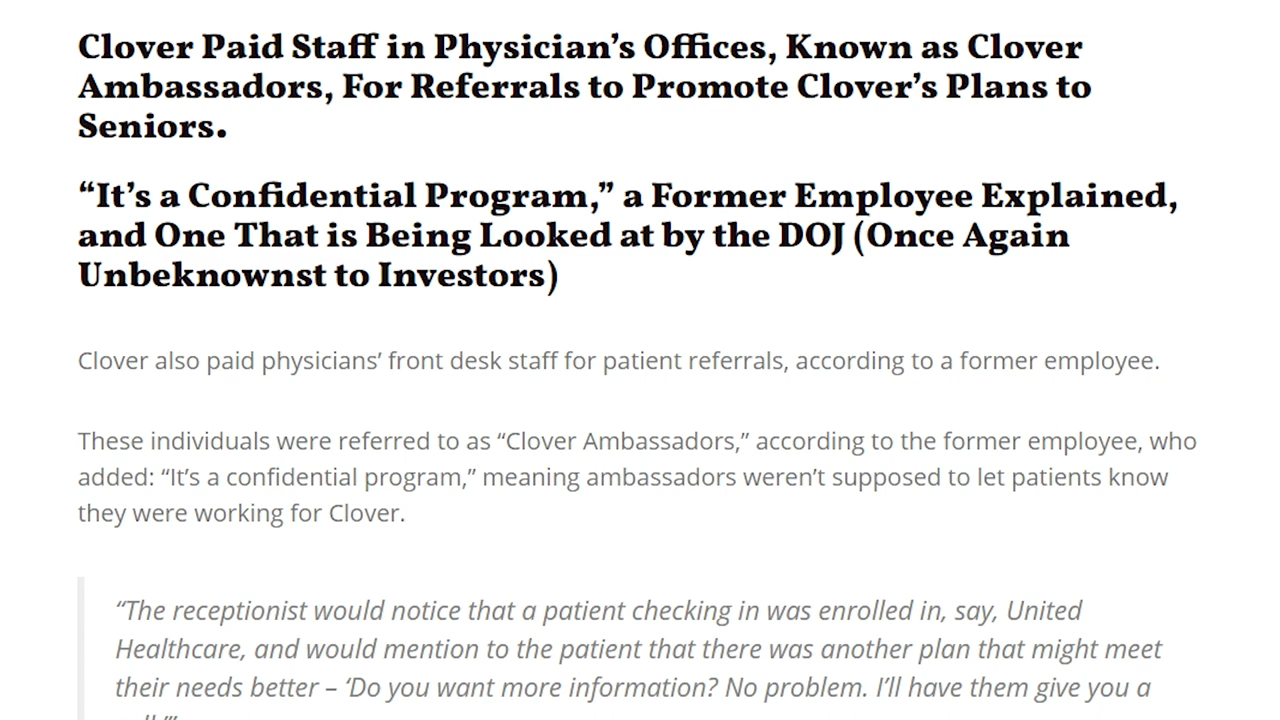 Clover Paid Staff in Physician’s Offices, Known as Clover
Ambassadors, For Referrals to Promote Clover’s Plans to
Seniors.
“It’s a Confidential Program,” a Former Employee Explained,
and One That is Being Looked at by the DOJ (Once Again
Unbeknownst to Investors)
Clover also paid physicians’ front desk staff for patient referrals, according to a former employee.
These individuals were referred to as “Clover Ambassadors,” according to the former employee, who
added: “It’s a confidential program,” meaning ambassadors weren’t supposed to let patients know
they were working for Clover.
“The receptionist would notice that a patient checking in was enrolled in, say, United
Healthcare, and would mention to the patient that there was another plan that might meet
their needs better – ‘Do you want more information? No problem. I’ll have them give you a